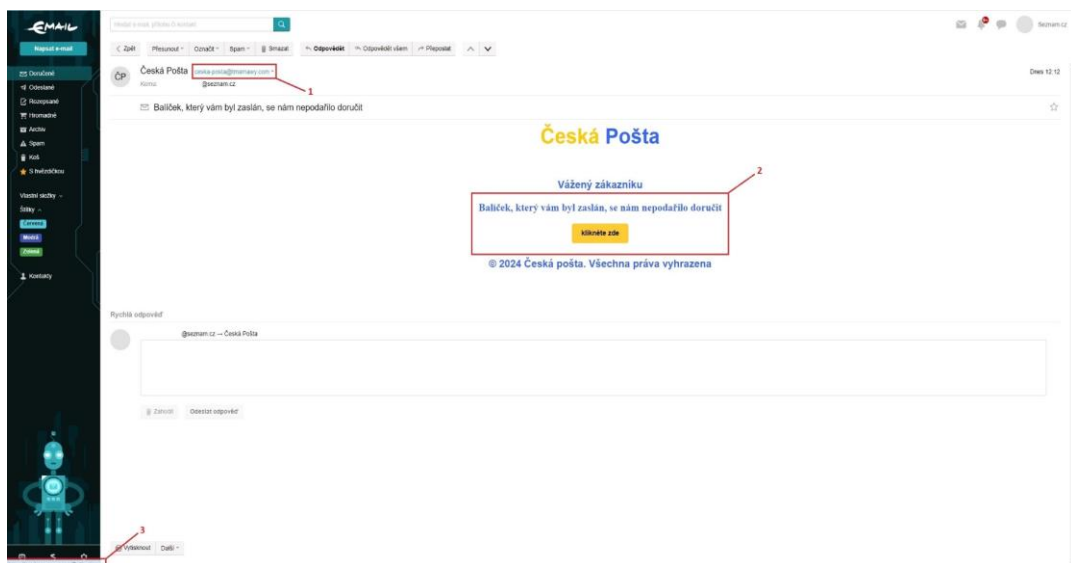 EMAIL
Napsat e-mail
Doručené
Odeslané
Rozepsané
Hromadné
Archiv
Spam
Koš
S hvězdičkou
Vlastní složky
Štítky
Červená
Modrá
Zelená
Kontakty
Seznam.cz
Zpět Přesunout Označit Spam Smazat Odpovědět Odpovědět všem Přeposlat
ČP
Česká Pošta
Komu: @seznam.cz
Dnes 12:12
1
Balíček, který vám byl zaslán, se nám nepodařilo doručit
Česká Pošta
2
Vážený zákazníku
Balíček, který vám byl zaslán, se nám nepodařilo doručit
klikněte zde
© 2024 Česká pošta. Všechna práva vyhrazena
Rychlá odpověď
@seznam.cz → Česká Pošta
Zahodit Odeslat odpověď
3
Vytisknout Další